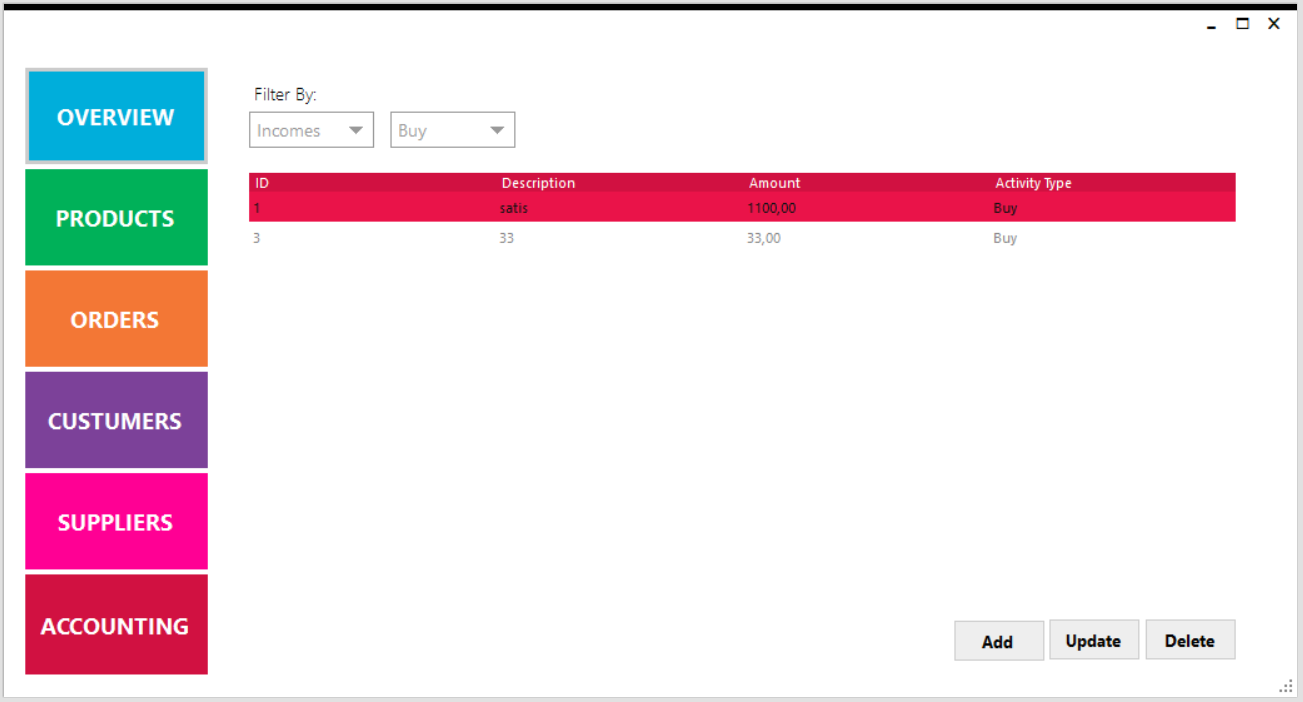 OVERVIEW
PRODUCTS
ORDERS
CUSTUMERS
SUPPLIERS
ACCOUNTING
Filter By:
Incomes Buy
ID Description Amount Activity Type
1 satis 1100,00 Buy
3 33 33,00 Buy
Add Update Delete